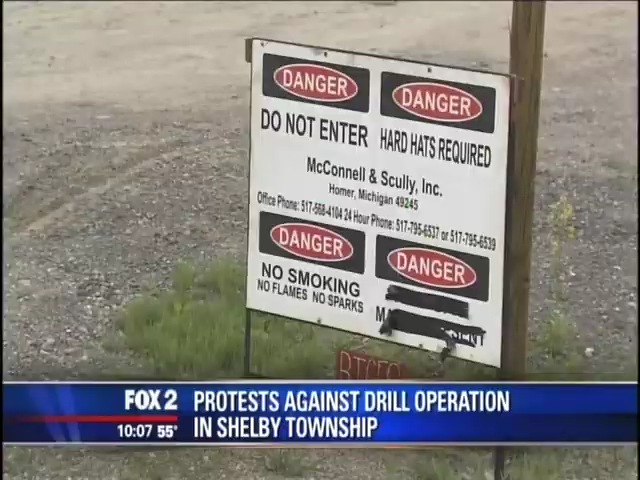 DANGER
DANGER
DO NOT ENTER
HARD HATS REQUIRED
McConnell & Scully, Inc.
Homer, Michigan 49245
Office Phone: 517-568-4104 24 Hour Phone: 517-795-6537 or 517-795-6539
DANGER
DANGER
NO SMOKING
NO FLAMES NO SPARKS
FOX 2
PROTESTS AGAINST DRILL OPERATION
10:07 55°
IN SHELBY TOWNSHIP